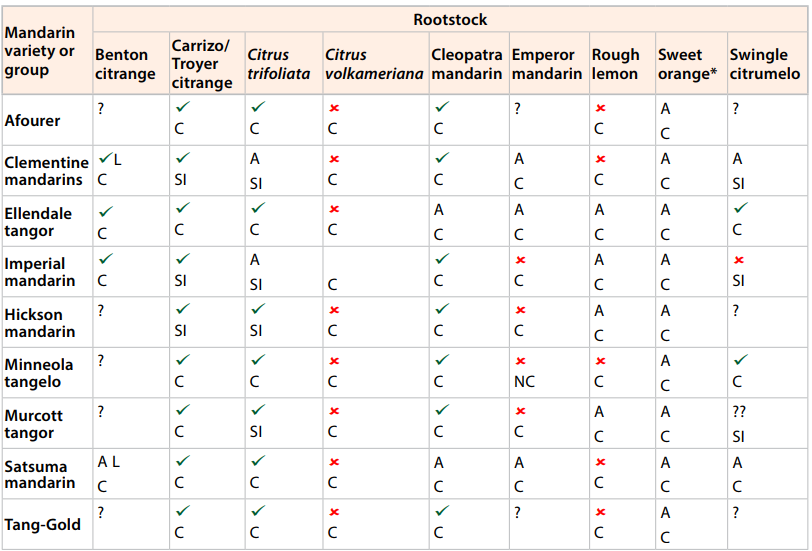 Mandarin variety or group | Rootstock
Benton citrange | Carrizo/ Troyer citrange | Citrus trifoliata | Citrus volkameriana | Cleopatra mandarin | Emperor mandarin | Rough lemon | Sweet orange* | Swingle citrumelo
Afourer | ? | ✓ C | ✓ C | ✗ C | ✓ C | ? | ✗ C | A C | ?
Clementine mandarins | ✓L C | ✓ SI | A SI | ✗ C | ✓ C | A C | ✗ C | A C | A SI
Ellendale tangor | ✓ C | ✓ C | ✓ C | ✗ C | A C | A C | A C | A C | ✓ C
Imperial mandarin | ✓ C | ✓ SI | A SI | C | ✓ C | ✗ C | A C | A C | ✗ SI
Hickson mandarin | ? | ✓ SI | ✓ SI | ✗ C | ✓ C | ✗ C | A C | A C | ?
Minneola tangelo | ? | ✓ C | ✓ C | ✗ C | ✓ C | ✗ NC | ✗ C | A C | ✓ C
Murcott tangor | ? | ✓ C | ✓ SI | ✗ C | ✓ C | ✗ C | A C | A C | ?? SI
Satsuma mandarin | A L C | ✓ C | ✓ C | ✗ C | A C | A C | ✗ C | A C | A C
Tang-Gold | ? | ✓ C | ✓ C | ✗ C | ✓ C | ? | ✗ C | A C | ?